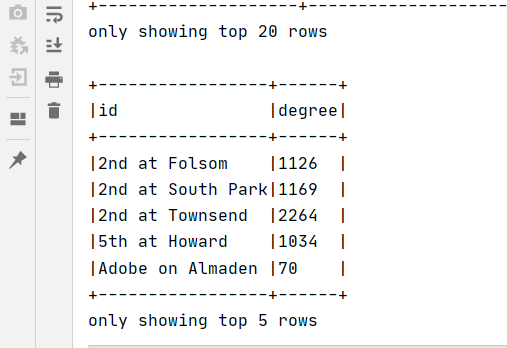 +--------------------+--------------------
only showing top 20 rows
+-----------------+------+
|id               |degree|
+-----------------+------+
|2nd at Folsom    |1126  |
|2nd at South Park|1169  |
|2nd at Townsend  |2264  |
|5th at Howard    |1034  |
|Adobe on Almaden |70    |
+-----------------+------+
only showing top 5 rows